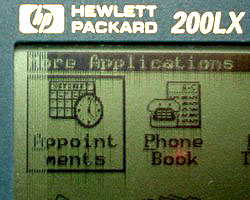 hp HEWLETT
PACKARD 200LX
More Applications
Appoint
ments
Phone
Book